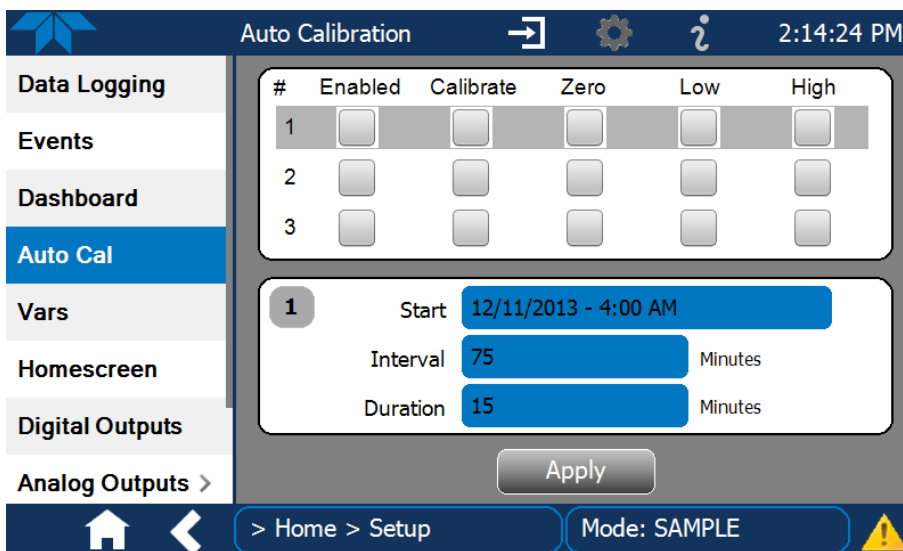 Auto Calibration
2:14:24 PM
Data Logging
Events
Dashboard
Auto Cal
Vars
Homescreen
Digital Outputs
Analog Outputs >
# Enabled Calibrate Zero Low High
1
2
3
1
Start 12/11/2013 - 4:00 AM
Interval 75 Minutes
Duration 15 Minutes
Apply
> Home > Setup
Mode: SAMPLE